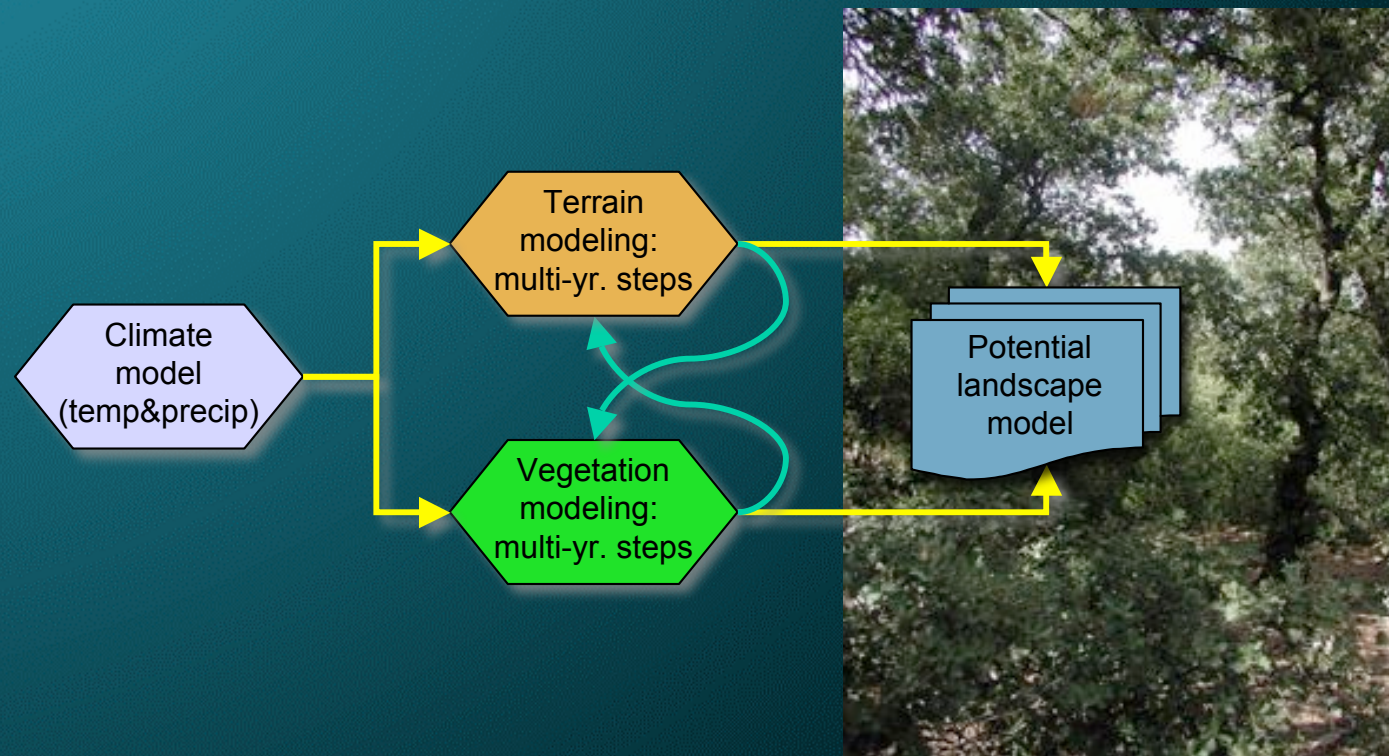 Climate
model
(temp&precip)
Terrain
modeling:
multi-yr. steps
Vegetation
modeling:
multi-yr. steps
Potential
landscape
model